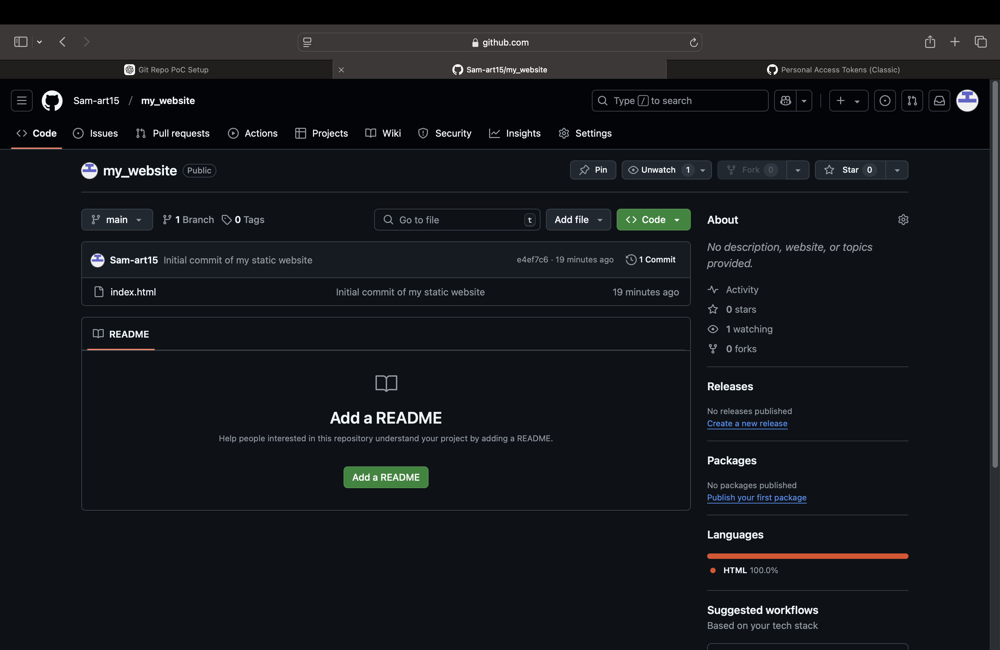 github.com
Git Repo PoC Setup
Sam-art15/my_website
Personal Access Tokens (Classic)
Sam-art15 / my_website
Type / to search
Code
Issues
Pull requests
Actions
Projects
Wiki
Security
Insights
Settings
my_website Public
Pin
Unwatch 1
Fork 0
Star 0
main
1 Branch
0 Tags
Go to file t
Add file
Code
Sam-art15 Initial commit of my static website
e4ef7c6 · 19 minutes ago
1 Commit
index.html
Initial commit of my static website
19 minutes ago
README
Add a README
Help people interested in this repository understand your project by adding a README.
Add a README
About
No description, website, or topics
provided.
Activity
0 stars
1 watching
0 forks
Releases
No releases published
Create a new release
Packages
No packages published
Publish your first package
Languages
HTML 100.0%
Suggested workflows
Based on your tech stack